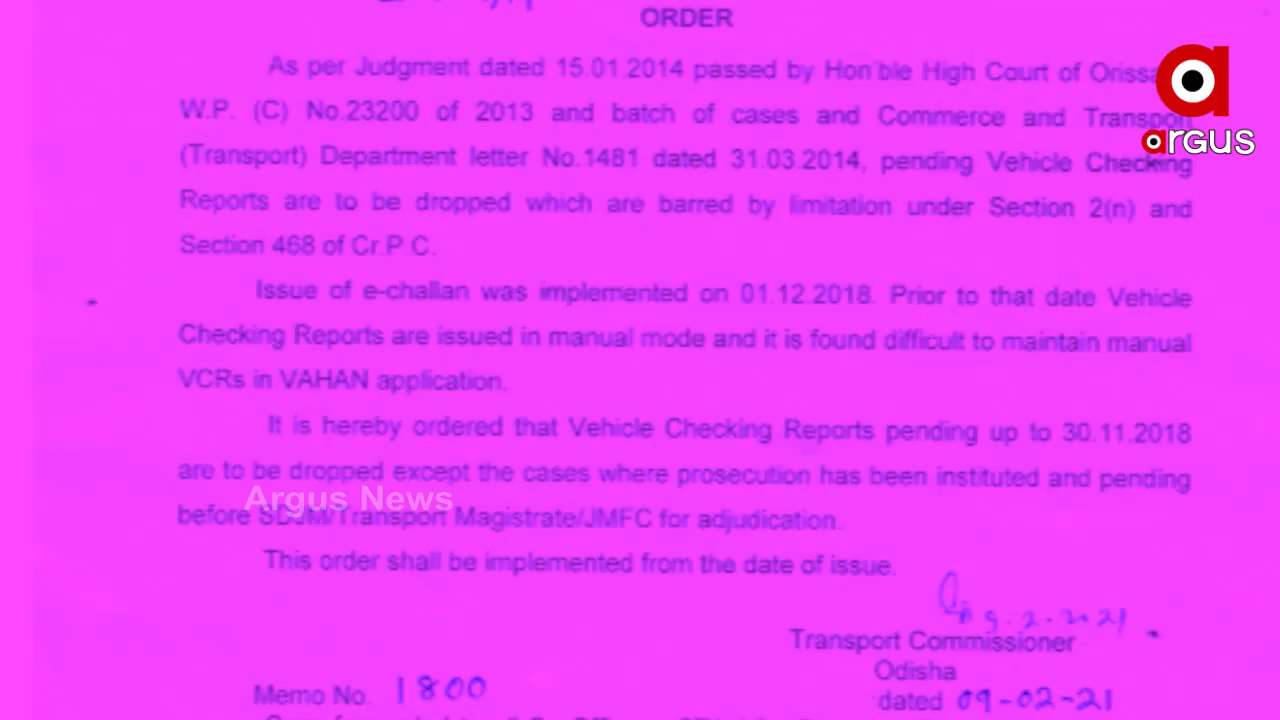 ORDER
As per Judgment dated 15.01.2014 passed by Hon'ble High Court of
W.P. (C) No.23200 of 2013 and batch of cases and Commerce and Transport
(Transport) Department letter No.1481 dated 31.03.2014, pending Vehicle Checking
Reports are to be dropped which are barred by limitation under Section 2(n) and
Section 468 of Cr.P.C.
Issue of e-challan was implemented on 01.12.2018. Prior to that date Vehicle
Checking Reports are issued in manual mode and it is found difficult to maintain manual
VCRs in VAHAN application.
It is hereby ordered that Vehicle Checking Reports pending up to 30.11.2018
are to be dropped except the cases where prosecution has been instituted and pending
before SDJM/Transport Magistrate/JMFC for adjudication.
This order shall be implemented from the date of issue.
9.2.2021
Transport Commissioner
Odisha
Memo No. 1800 dated 09-02-21
argus
Argus News